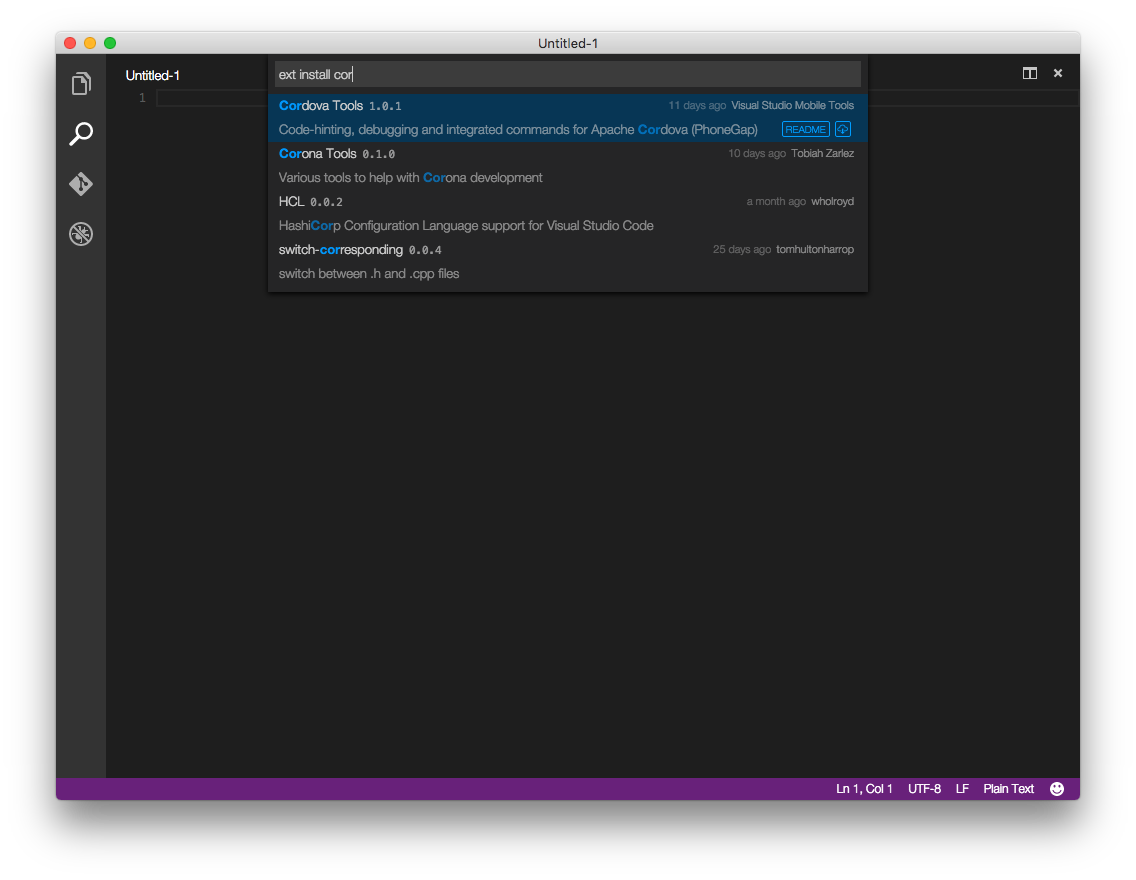 Untitled-1
Untitled-1
ext install cor
1
Cordova Tools 1.0.1 11 days ago Visual Studio Mobile Tools
Code-hinting, debugging and integrated commands for Apache Cordova (PhoneGap) README
Corona Tools 0.1.0 10 days ago Tobiah Zarlez
Various tools to help with Corona development
HCL 0.0.2 a month ago wholroyd
HashiCorp Configuration Language support for Visual Studio Code
switch-corresponding 0.0.4 25 days ago tomhultonharrop
switch between .h and .cpp files
Ln 1, Col 1 UTF-8 LF Plain Text